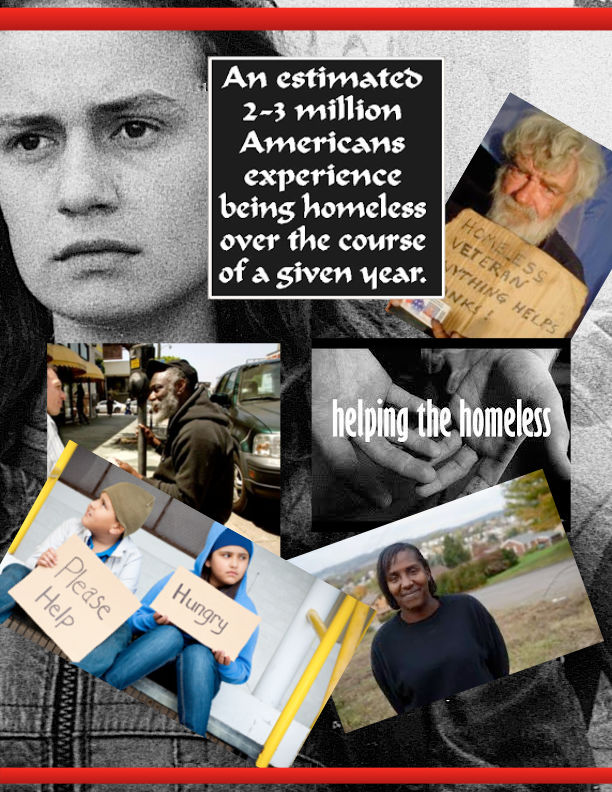 An estimated
2-3 million
Americans
experience
being homeless
over the course
of a given year.
HOMELESS
VETERAN
ANYTHING HELPS
helping the homeless
Please
Help
Hungry